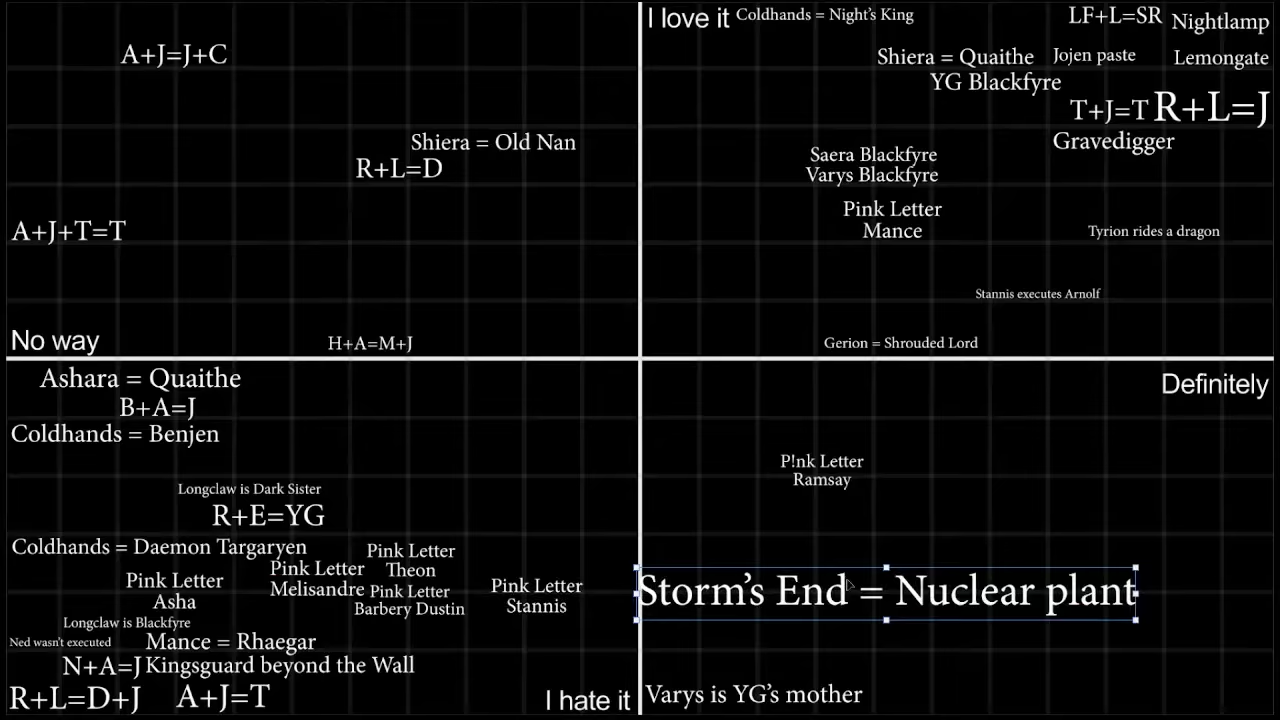 A+J=J+C
Shiera = Old Nan
R+L=D
A+J+T=T
No way
H+A=M+J
I love it
Coldhands = Night's King
LF+L=SR
Nightlamp
Shiera = Quaithe
Jojen paste
Lemongate
YG Blackfyre
T+J=T
R+L=J
Gravedigger
Saera Blackfyre
Varys Blackfyre
Pink Letter
Mance
Tyrion rides a dragon
Stannis executes Arnolf
Gerion = Shrouded Lord
Ashara = Quaithe
B+A=J
Coldhands = Benjen
Longclaw is Dark Sister
R+E=YG
Coldhands = Daemon Targaryen
Pink Letter
Theon
Pink Letter
Melisandre
Pink Letter
Asha
Pink Letter
Barbery Dustin
Pink Letter
Stannis
Longclaw is Blackfyre
Ned wasn't executed
Mance = Rhaegar
N+A=J
Kingsguard beyond the Wall
R+L=D+J
A+J=T
I hate it
Definitely
P!nk Letter
Ramsay
Storm's End = Nuclear plant
Varys is YG's mother